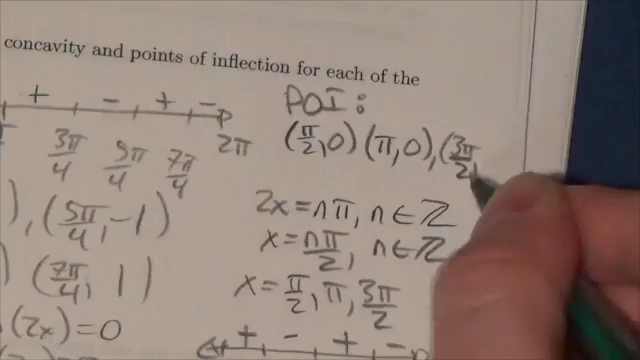 concavity and points of inflection for each of the
+ - + -
3π/4 5π/4 7π/4 2π
), (5π/4, -1)
) (7π/4, 1)
(2x) = 0
POI:
(π/2, 0) (π, 0), (3π/2,
2x = nπ, n ∈ ℤ
x = nπ/2, n ∈ ℤ
x = π/2, π, 3π/2
+ - + -